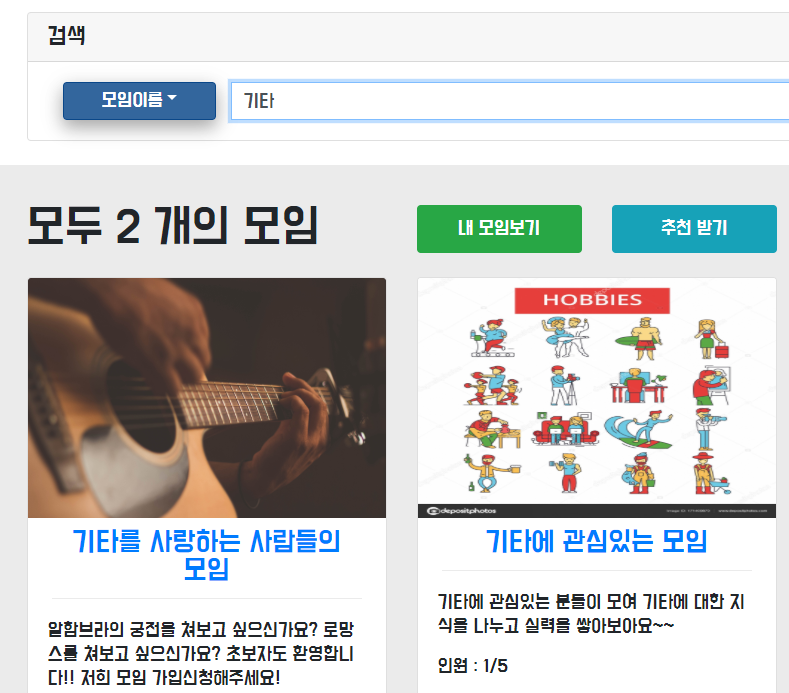 검색
모임이름
기타
모두 2 개의 모임
내 모임보기
추천 받기
HOBBIES
depositphotos
기타를 사랑하는 사람들의
모임
알함브라의 궁전을 쳐보고 싶으신가요? 로망
스를 쳐보고 싶으신가요? 초보자도 환영합니
다!! 저희 모임 가입신청해주세요!
기타에 관심있는 모임
기타에 관심있는 분들이 모여 기타에 대한 지
식을 나누고 실력을 쌓아보아요~~
인원 : 1/5